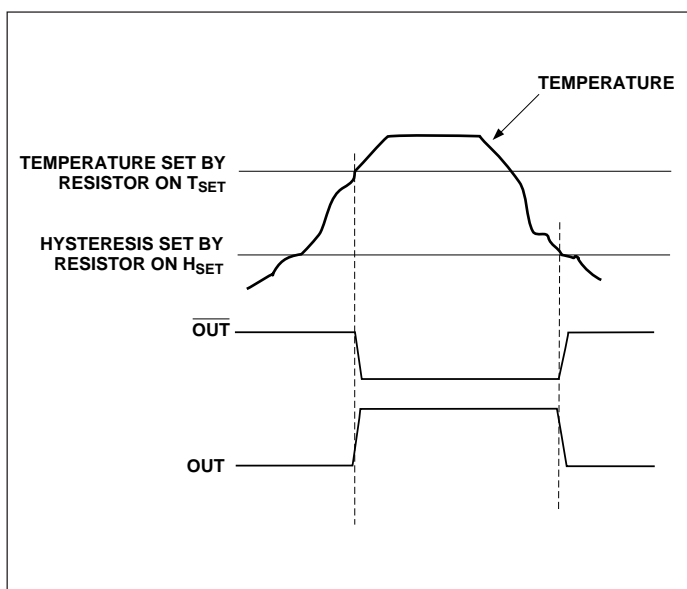 TEMPERATURE
TEMPERATURE SET BY
RESISTOR ON TSET
HYSTERESIS SET BY
RESISTOR ON HSET
OUT
OUT